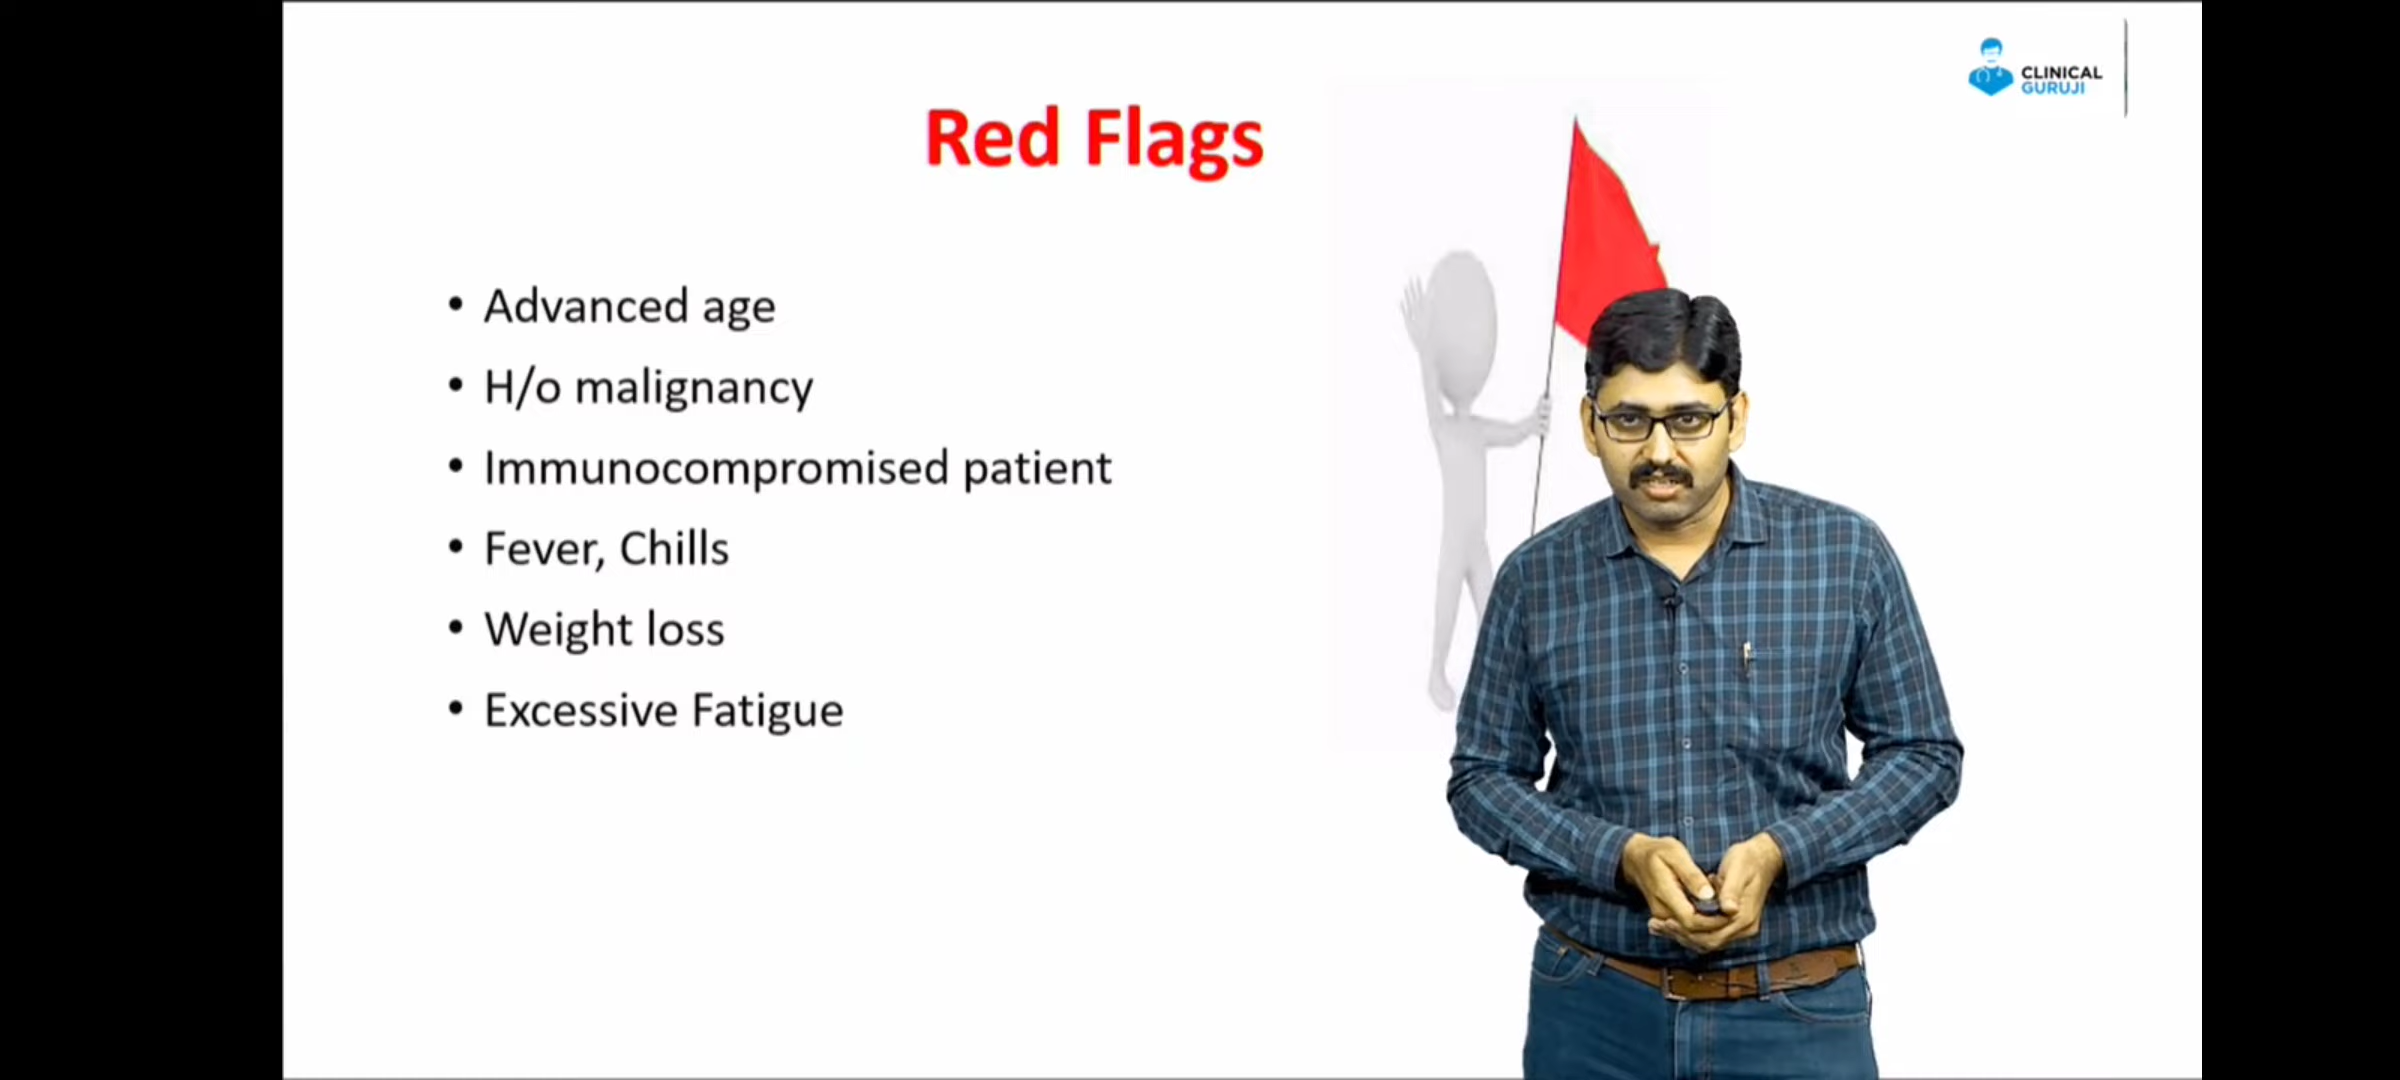 CLINICAL
GURUJI
Red Flags
• Advanced age
• H/o malignancy
• Immunocompromised patient
• Fever, Chills
• Weight loss
• Excessive Fatigue